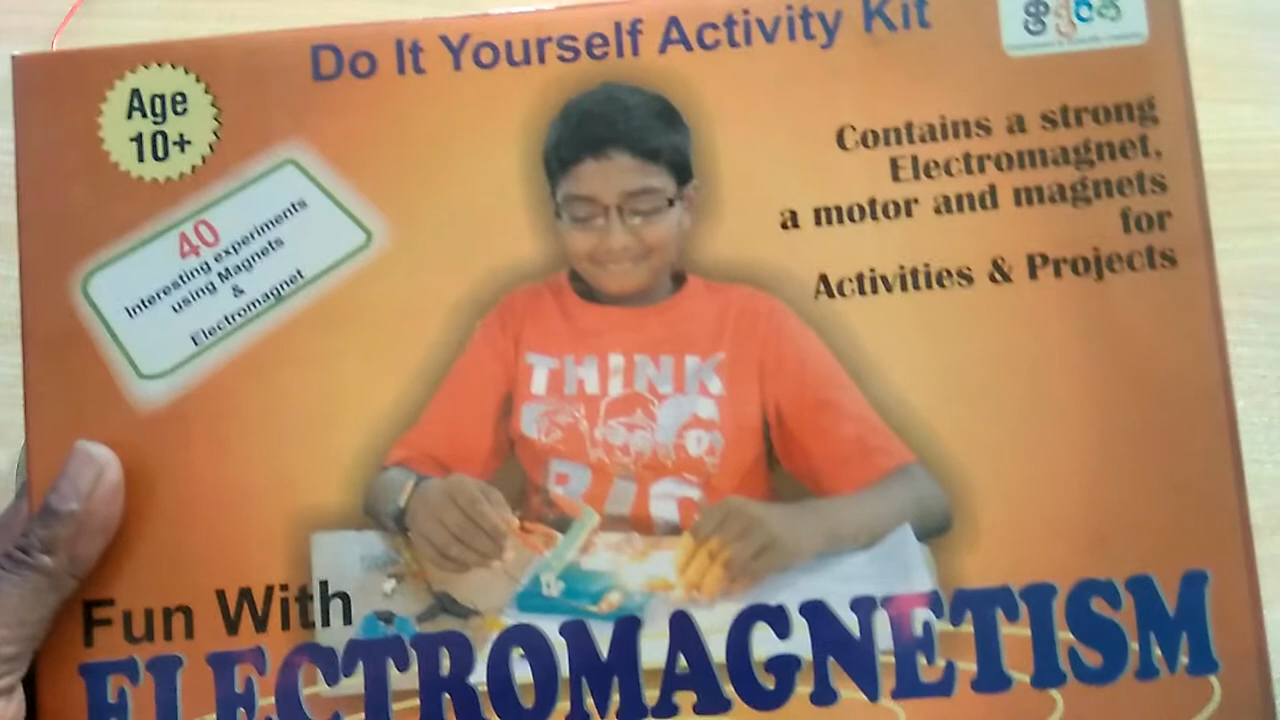 Do It Yourself Activity Kit
Age
10+
40
Interesting experiments
using Magnets
&
Electromagnet
Contains a strong
Electromagnet,
a motor and magnets
for
Activities & Projects
THINK
BIG
Fun With
ELECTROMAGNETISM